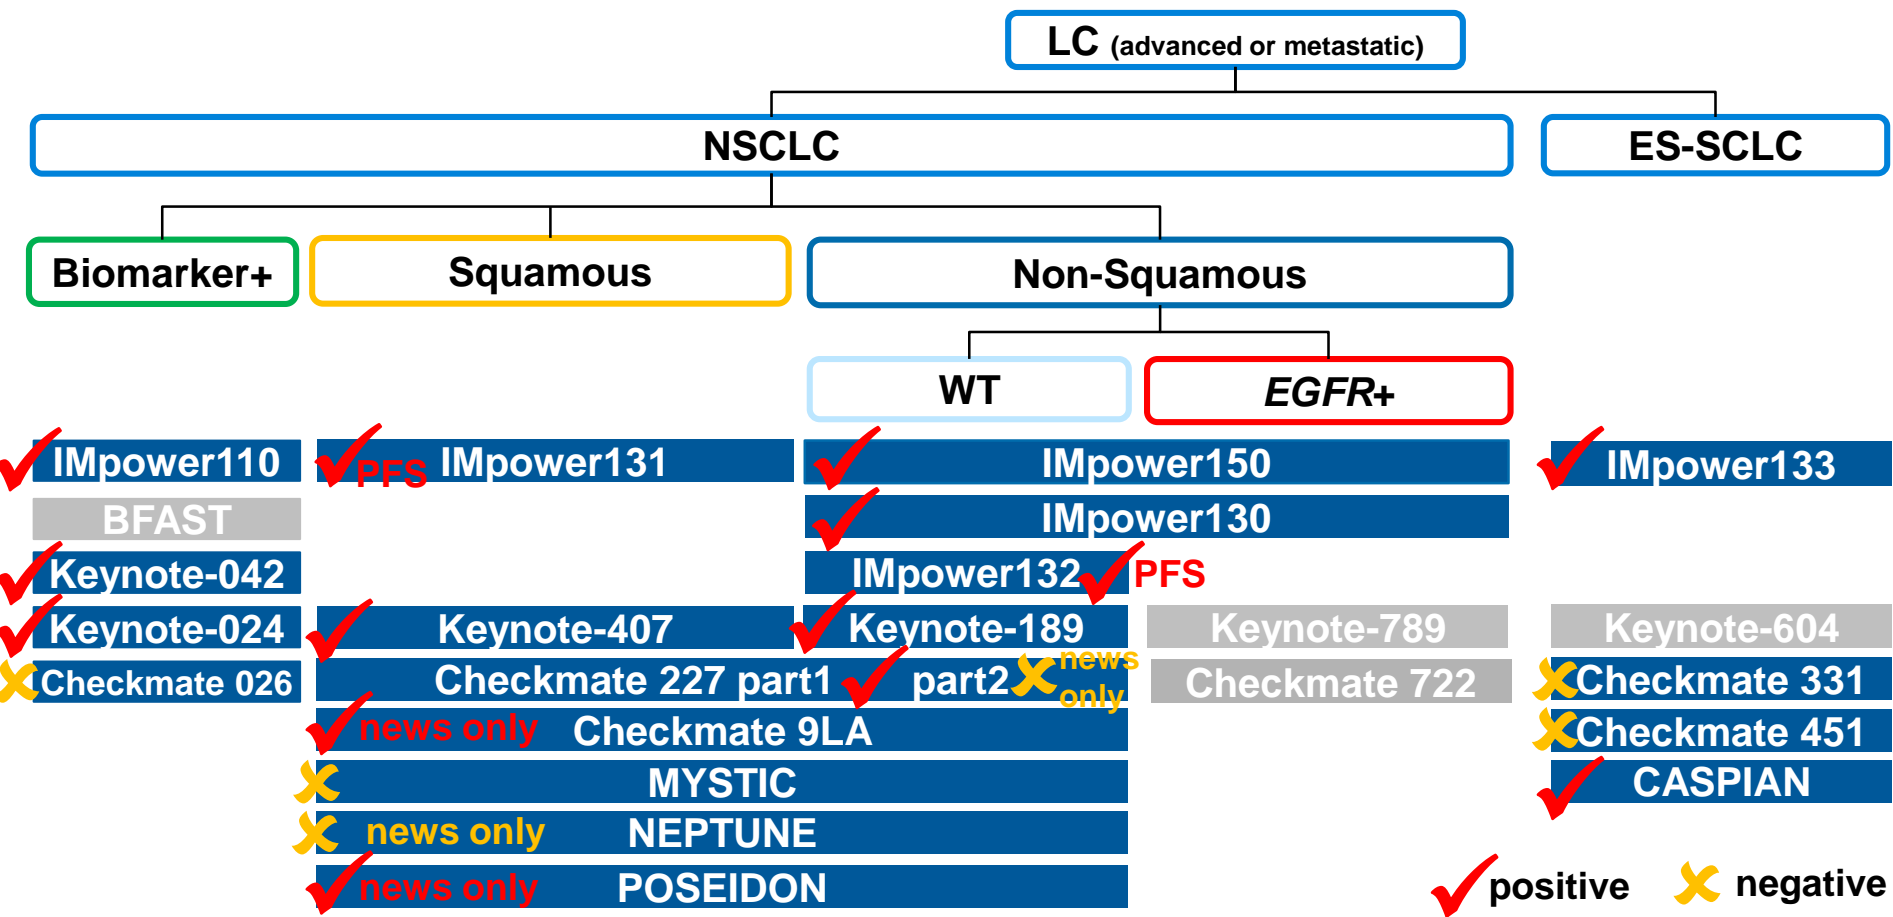 LC (advanced or metastatic)
NSCLC
ES-SCLC
Biomarker+
Squamous
Non-Squamous
WT
EGFR+
IMpower110
PFS IMpower131
IMpower150
IMpower133
BFAST
IMpower130
Keynote-042
IMpower132 PFS
Keynote-024
Keynote-407
Keynote-189
Keynote-789
Keynote-604
Checkmate 026
Checkmate 227 part1 part2 news only
Checkmate 722
Checkmate 331
news only Checkmate 9LA
Checkmate 451
MYSTIC
CASPIAN
news only NEPTUNE
news only POSEIDON
positive negative